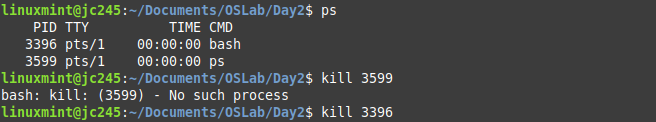 linuxmint@jc245:~/Documents/OSLab/Day2$ ps
    PID TTY          TIME CMD
   3396 pts/1    00:00:00 bash
   3599 pts/1    00:00:00 ps
linuxmint@jc245:~/Documents/OSLab/Day2$ kill 3599
bash: kill: (3599) - No such process
linuxmint@jc245:~/Documents/OSLab/Day2$ kill 3396